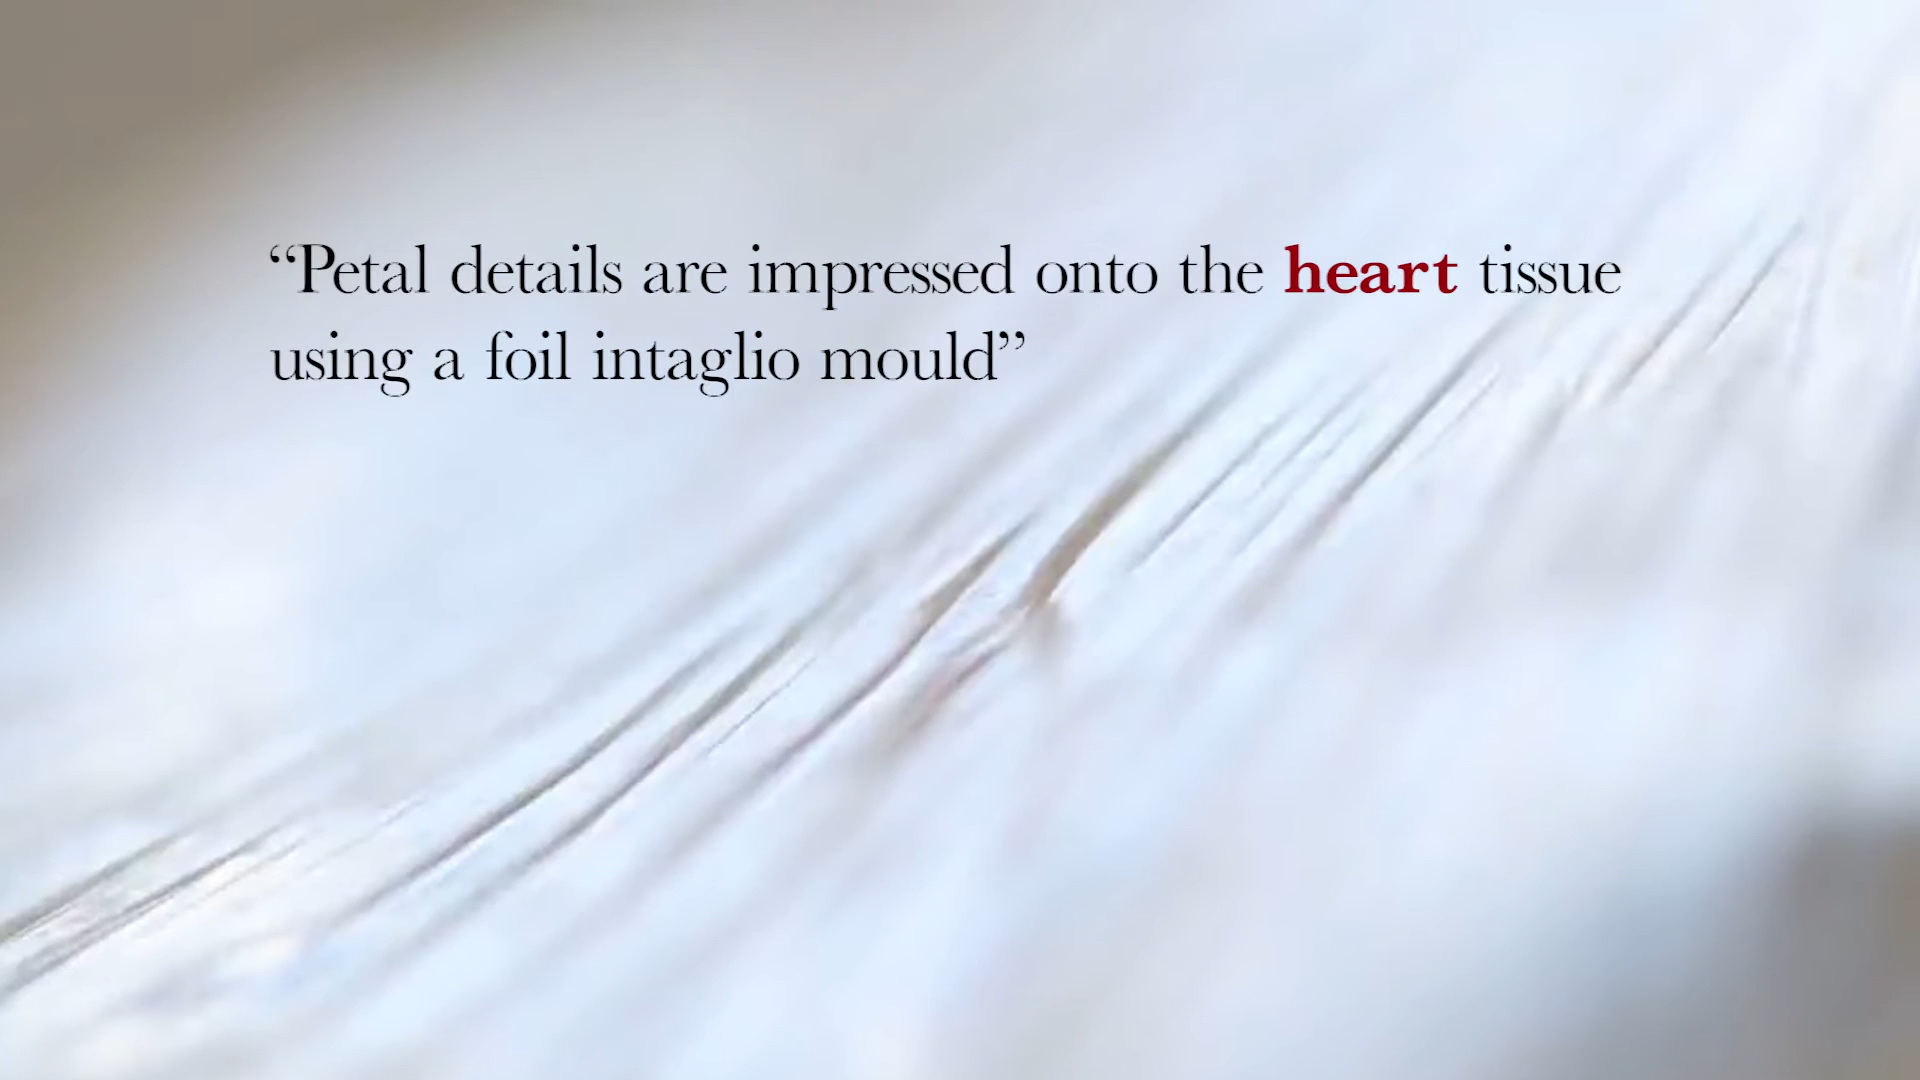 “Petal details are impressed onto the heart tissue
using a foil intaglio mould”